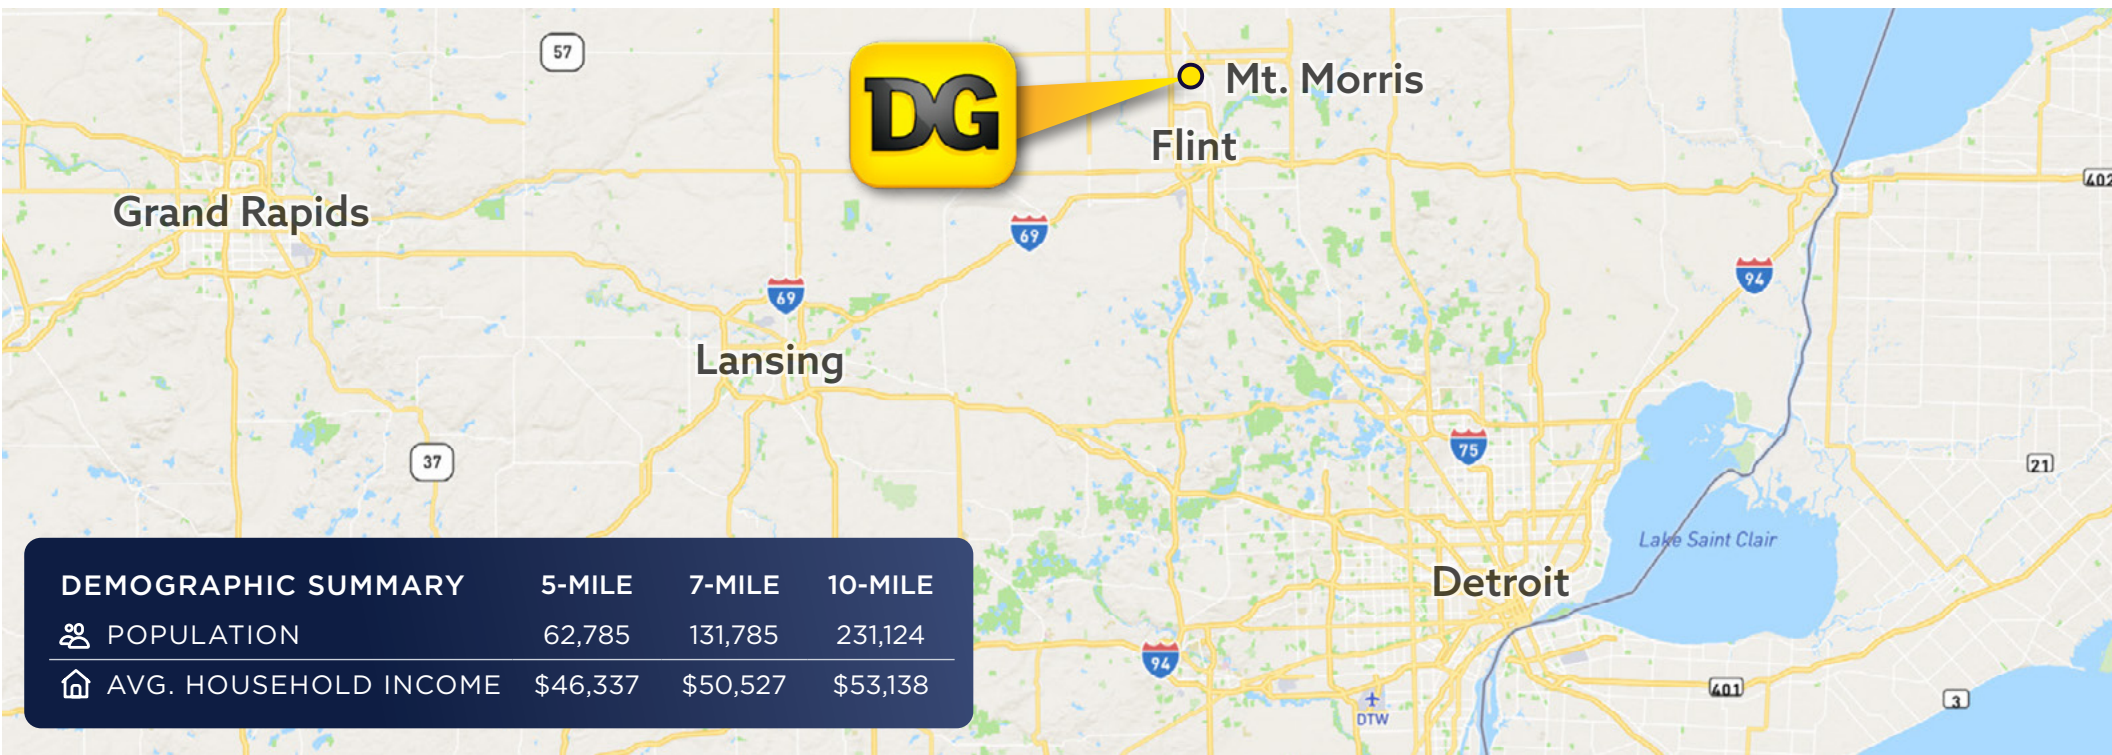 57
DG
Mt. Morris
Flint
402
Grand Rapids
69
94
69
Lansing
75
37
21
Lake Saint Clair
Detroit
94
401
3
DTW
DEMOGRAPHIC SUMMARY 5-MILE 7-MILE 10-MILE
POPULATION 62,785 131,785 231,124
AVG. HOUSEHOLD INCOME $46,337 $50,527 $53,138